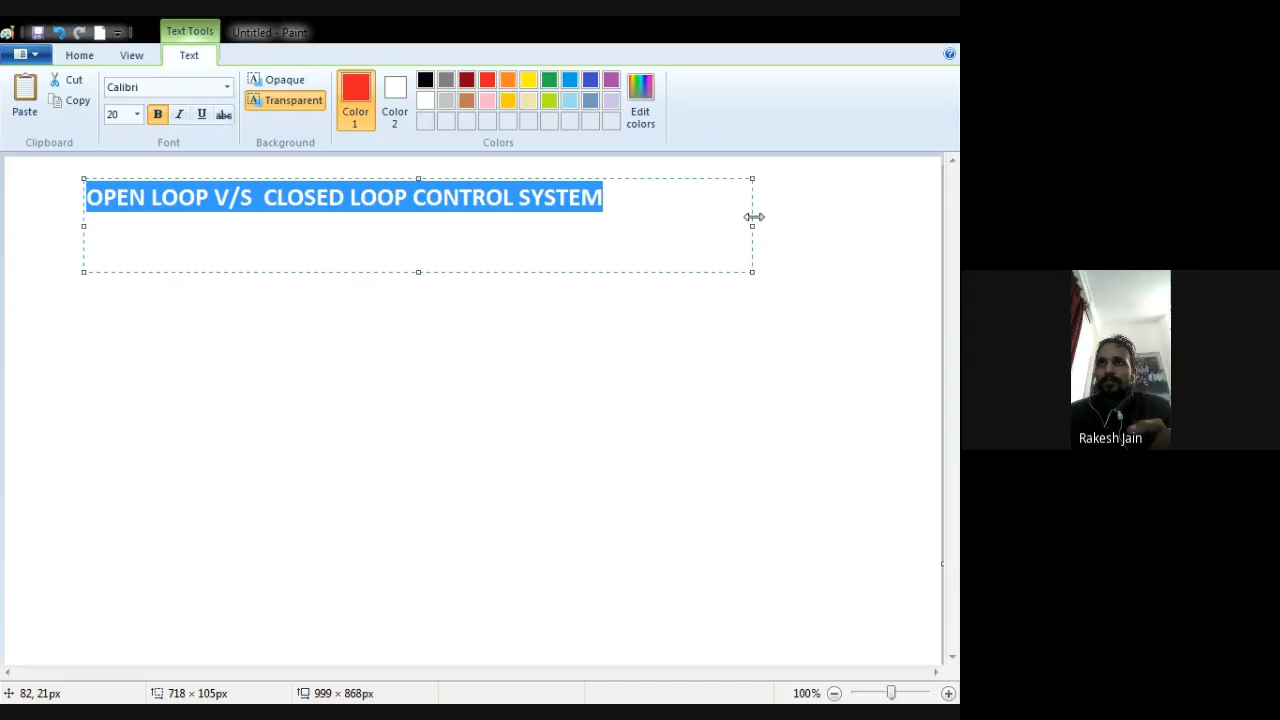 Text Tools
Untitled - Paint
Home
View
Text
Paste
Cut
Copy
Clipboard
Calibri
20
B
I
U
abc
Font
Opaque
Transparent
Background
Color
1
Color
2
Edit
colors
Colors
OPEN LOOP V/S  CLOSED LOOP CONTROL SYSTEM
Rakesh Jain
82, 21px
718 × 105px
999 × 868px
100%